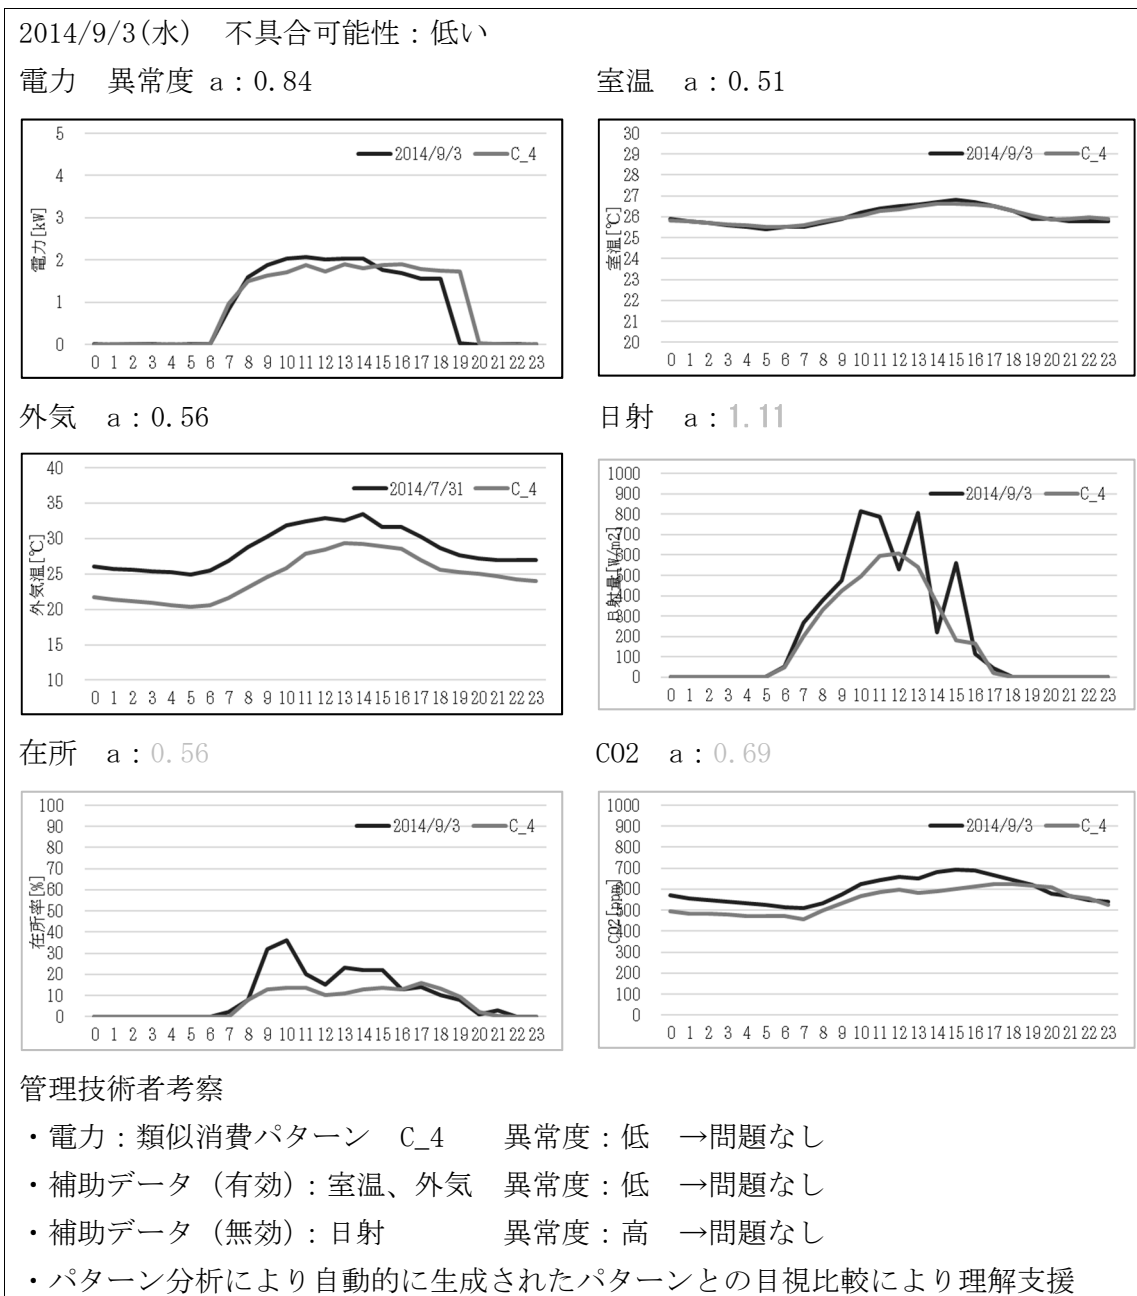 2014/9/3(水)　不具合可能性：低い
電力　異常度 a：0.84
室温　a：0.51
5
4
3
2
1
0
電力[kW]
2014/9/3
C_4
0 1 2 3 4 5 6 7 8 9 10 11 12 13 14 15 16 17 18 19 20 21 22 23
30
29
28
27
26
25
24
23
22
21
20
室温[℃]
2014/9/3
C_4
0 1 2 3 4 5 6 7 8 9 10 11 12 13 14 15 16 17 18 19 20 21 22 23
外気　a：0.56
日射　a：1.11
40
35
30
25
20
15
10
外気温[℃]
2014/7/31
C_4
0 1 2 3 4 5 6 7 8 9 10 11 12 13 14 15 16 17 18 19 20 21 22 23
1000
900
800
700
600
500
400
300
200
100
0
日射量[W/m2]
2014/9/3
C_4
0 1 2 3 4 5 6 7 8 9 10 11 12 13 14 15 16 17 18 19 20 21 22 23
在所　a：0.56
CO2　a：0.69
100
90
80
70
60
50
40
30
20
10
0
在所率[%]
2014/9/3
C_4
0 1 2 3 4 5 6 7 8 9 10 11 12 13 14 15 16 17 18 19 20 21 22 23
1000
900
800
700
600
500
400
300
200
100
0
CO2[ppm]
2014/9/3
C_4
0 1 2 3 4 5 6 7 8 9 10 11 12 13 14 15 16 17 18 19 20 21 22 23
管理技術者考察
・電力：類似消費パターン　C_4　　異常度：低　→問題なし
・補助データ（有効）：室温、外気　異常度：低　→問題なし
・補助データ（無効）：日射　　　　異常度：高　→問題なし
・パターン分析により自動的に生成されたパターンとの目視比較により理解支援